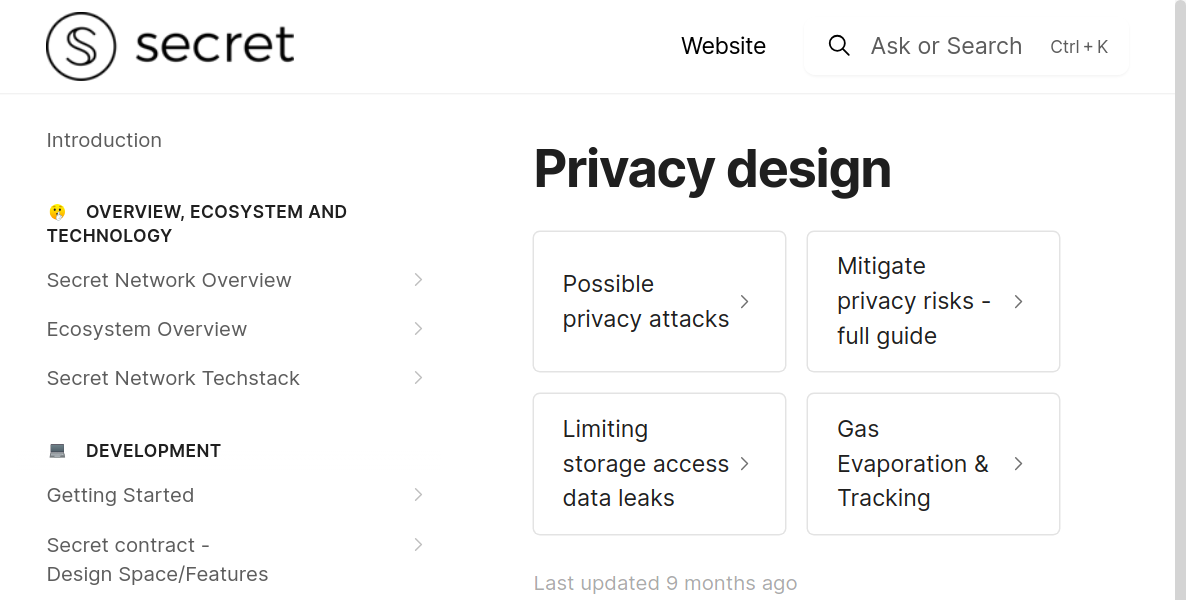 secret
Website
Ask or Search
Ctrl + K
Introduction
OVERVIEW, ECOSYSTEM AND
TECHNOLOGY
Secret Network Overview
Ecosystem Overview
Secret Network Techstack
DEVELOPMENT
Getting Started
Secret contract -
Design Space/Features
Privacy design
Possible
privacy attacks
Mitigate
privacy risks -
full guide
Limiting
storage access
data leaks
Gas
Evaporation &
Tracking
Last updated 9 months ago